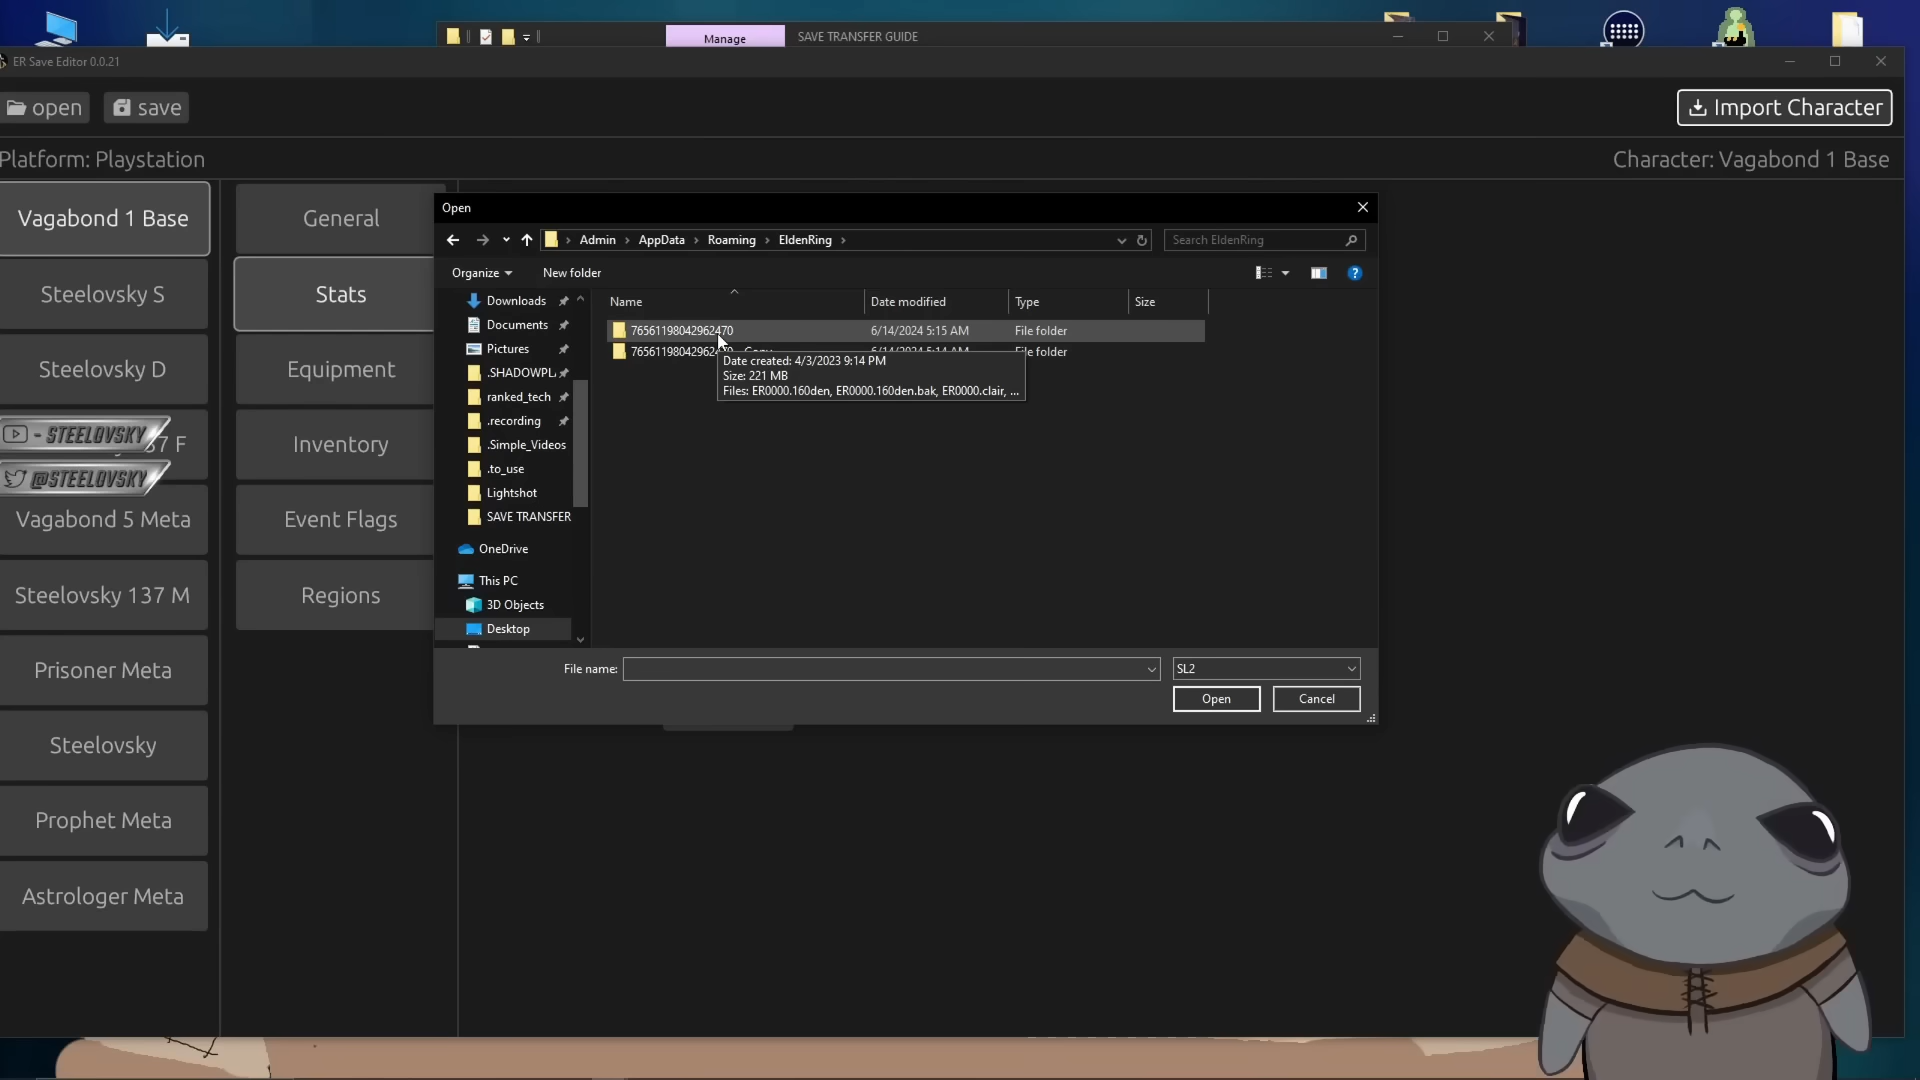 Manage
SAVE TRANSFER GUIDE
ER Save Editor 0.0.21
open
save
Import Character
Platform: Playstation
Character: Vagabond 1 Base
Vagabond 1 Base
Steelovsky S
Steelovsky D
37 F
- STEELOVSKY
@STEELOVSKY
Vagabond 5 Meta
Steelovsky 137 M
Prisoner Meta
Steelovsky
Prophet Meta
Astrologer Meta
General
Stats
Equipment
Inventory
Event Flags
Regions
Open
Admin > AppData > Roaming > EldenRing >
Search EldenRing
Organize
New folder
Downloads
Documents
Pictures
.SHADOWPL
ranked_tech
.recording
.Simple_Videos
.to_use
Lightshot
SAVE TRANSFER
OneDrive
This PC
3D Objects
Desktop
Name
Date modified
Type
Size
76561198042962470
6/14/2024 5:15 AM
File folder
File folder
Date created: 4/3/2023 9:14 PM
Size: 221 MB
Files: ER0000.160den, ER0000.160den.bak, ER0000.clair, ...
File name:
SL2
Open
Cancel